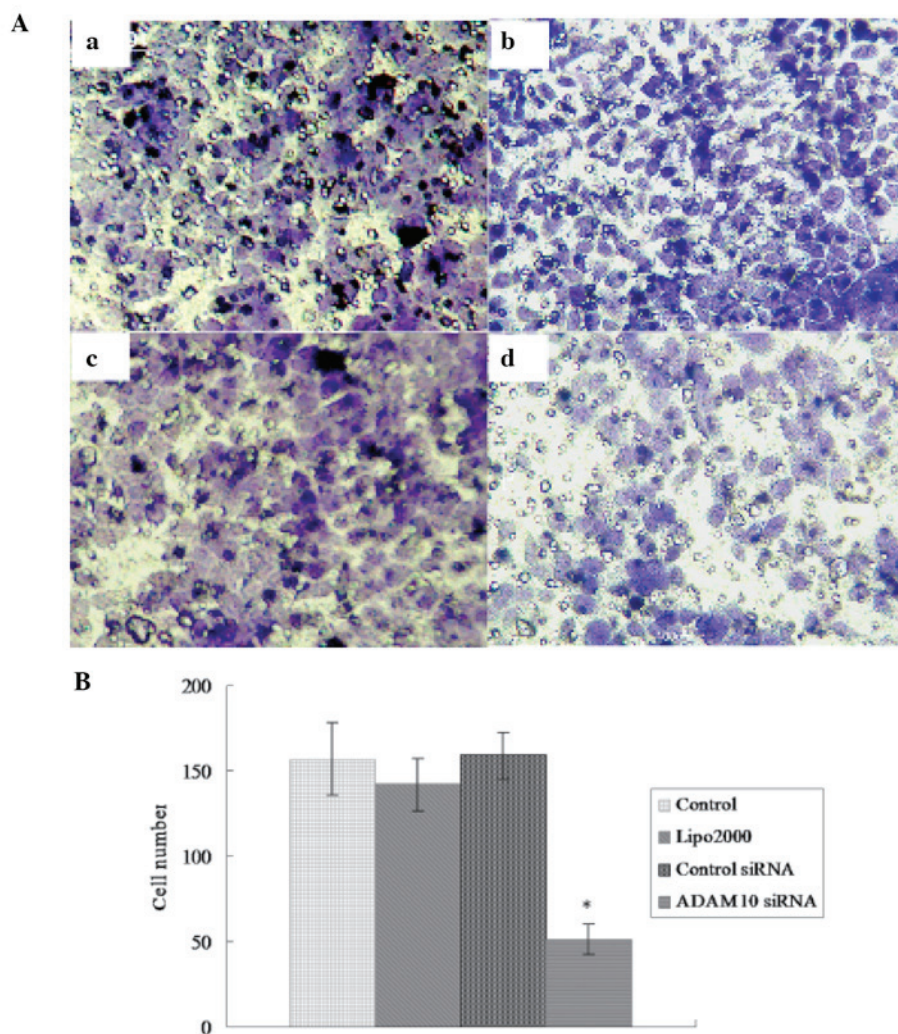 A
a
b
c
d
B
200
150
100
50
0
Cell number
*
Control
Lipo2000
Control siRNA
ADAM10 siRNA